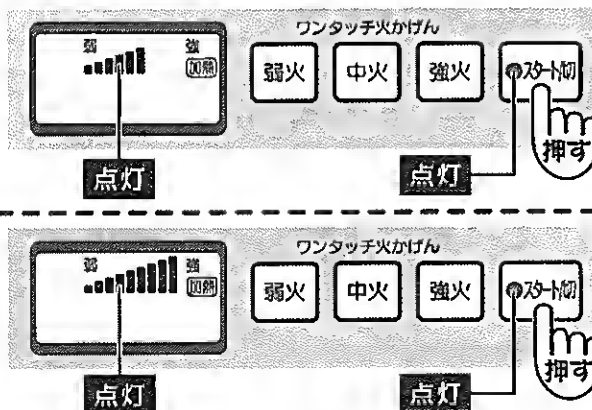 ワンタッチ火かげん
弱 強
加熱
弱火 中火 強火 スタート/切
押す
点灯 点灯
ワンタッチ火かげん
弱 強
加熱
弱火 中火 強火 スタート/切
押す
点灯 点灯